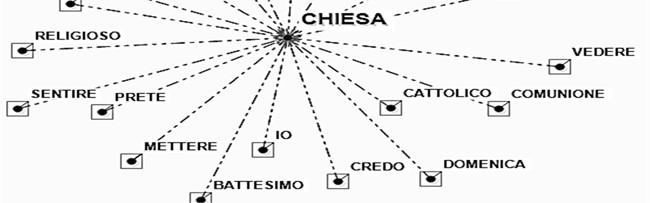 CHIESA
RELIGIOSO
VEDERE
SENTIRE
PRETE
CATTOLICO
COMUNIONE
METTERE
IO
CREDO
DOMENICA
BATTESIMO